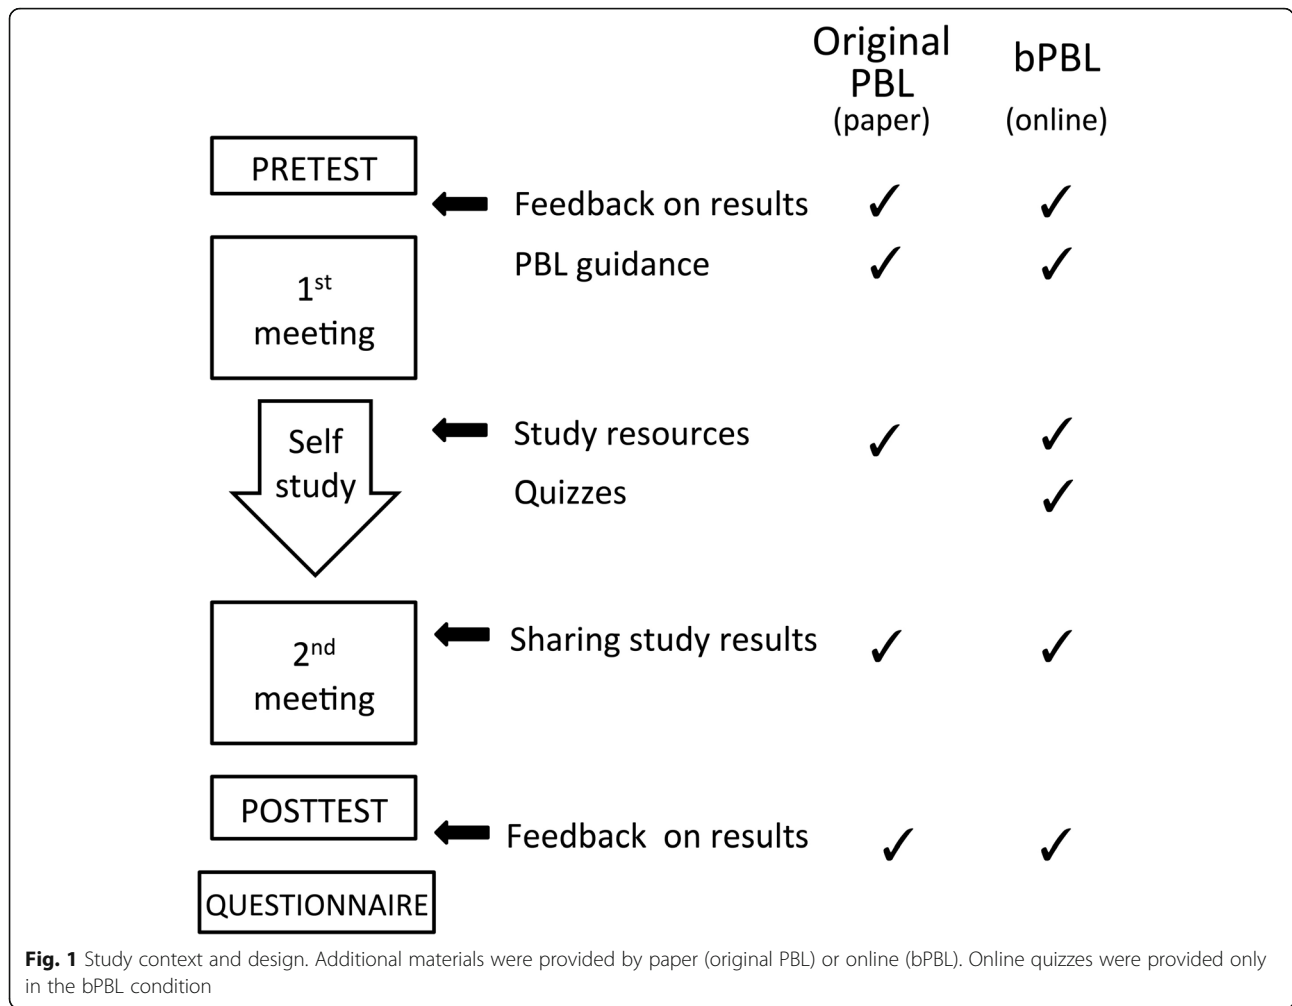 Original
PBL
(paper)
bPBL
(online)
PRETEST
Feedback on results ✓ ✓
1st
meeting
PBL guidance ✓ ✓
Self
study
Study resources ✓ ✓
Quizzes ✓
2nd
meeting
Sharing study results ✓ ✓
POSTTEST
Feedback on results ✓ ✓
QUESTIONNAIRE
Fig. 1 Study context and design. Additional materials were provided by paper (original PBL) or online (bPBL). Online quizzes were provided only
in the bPBL condition